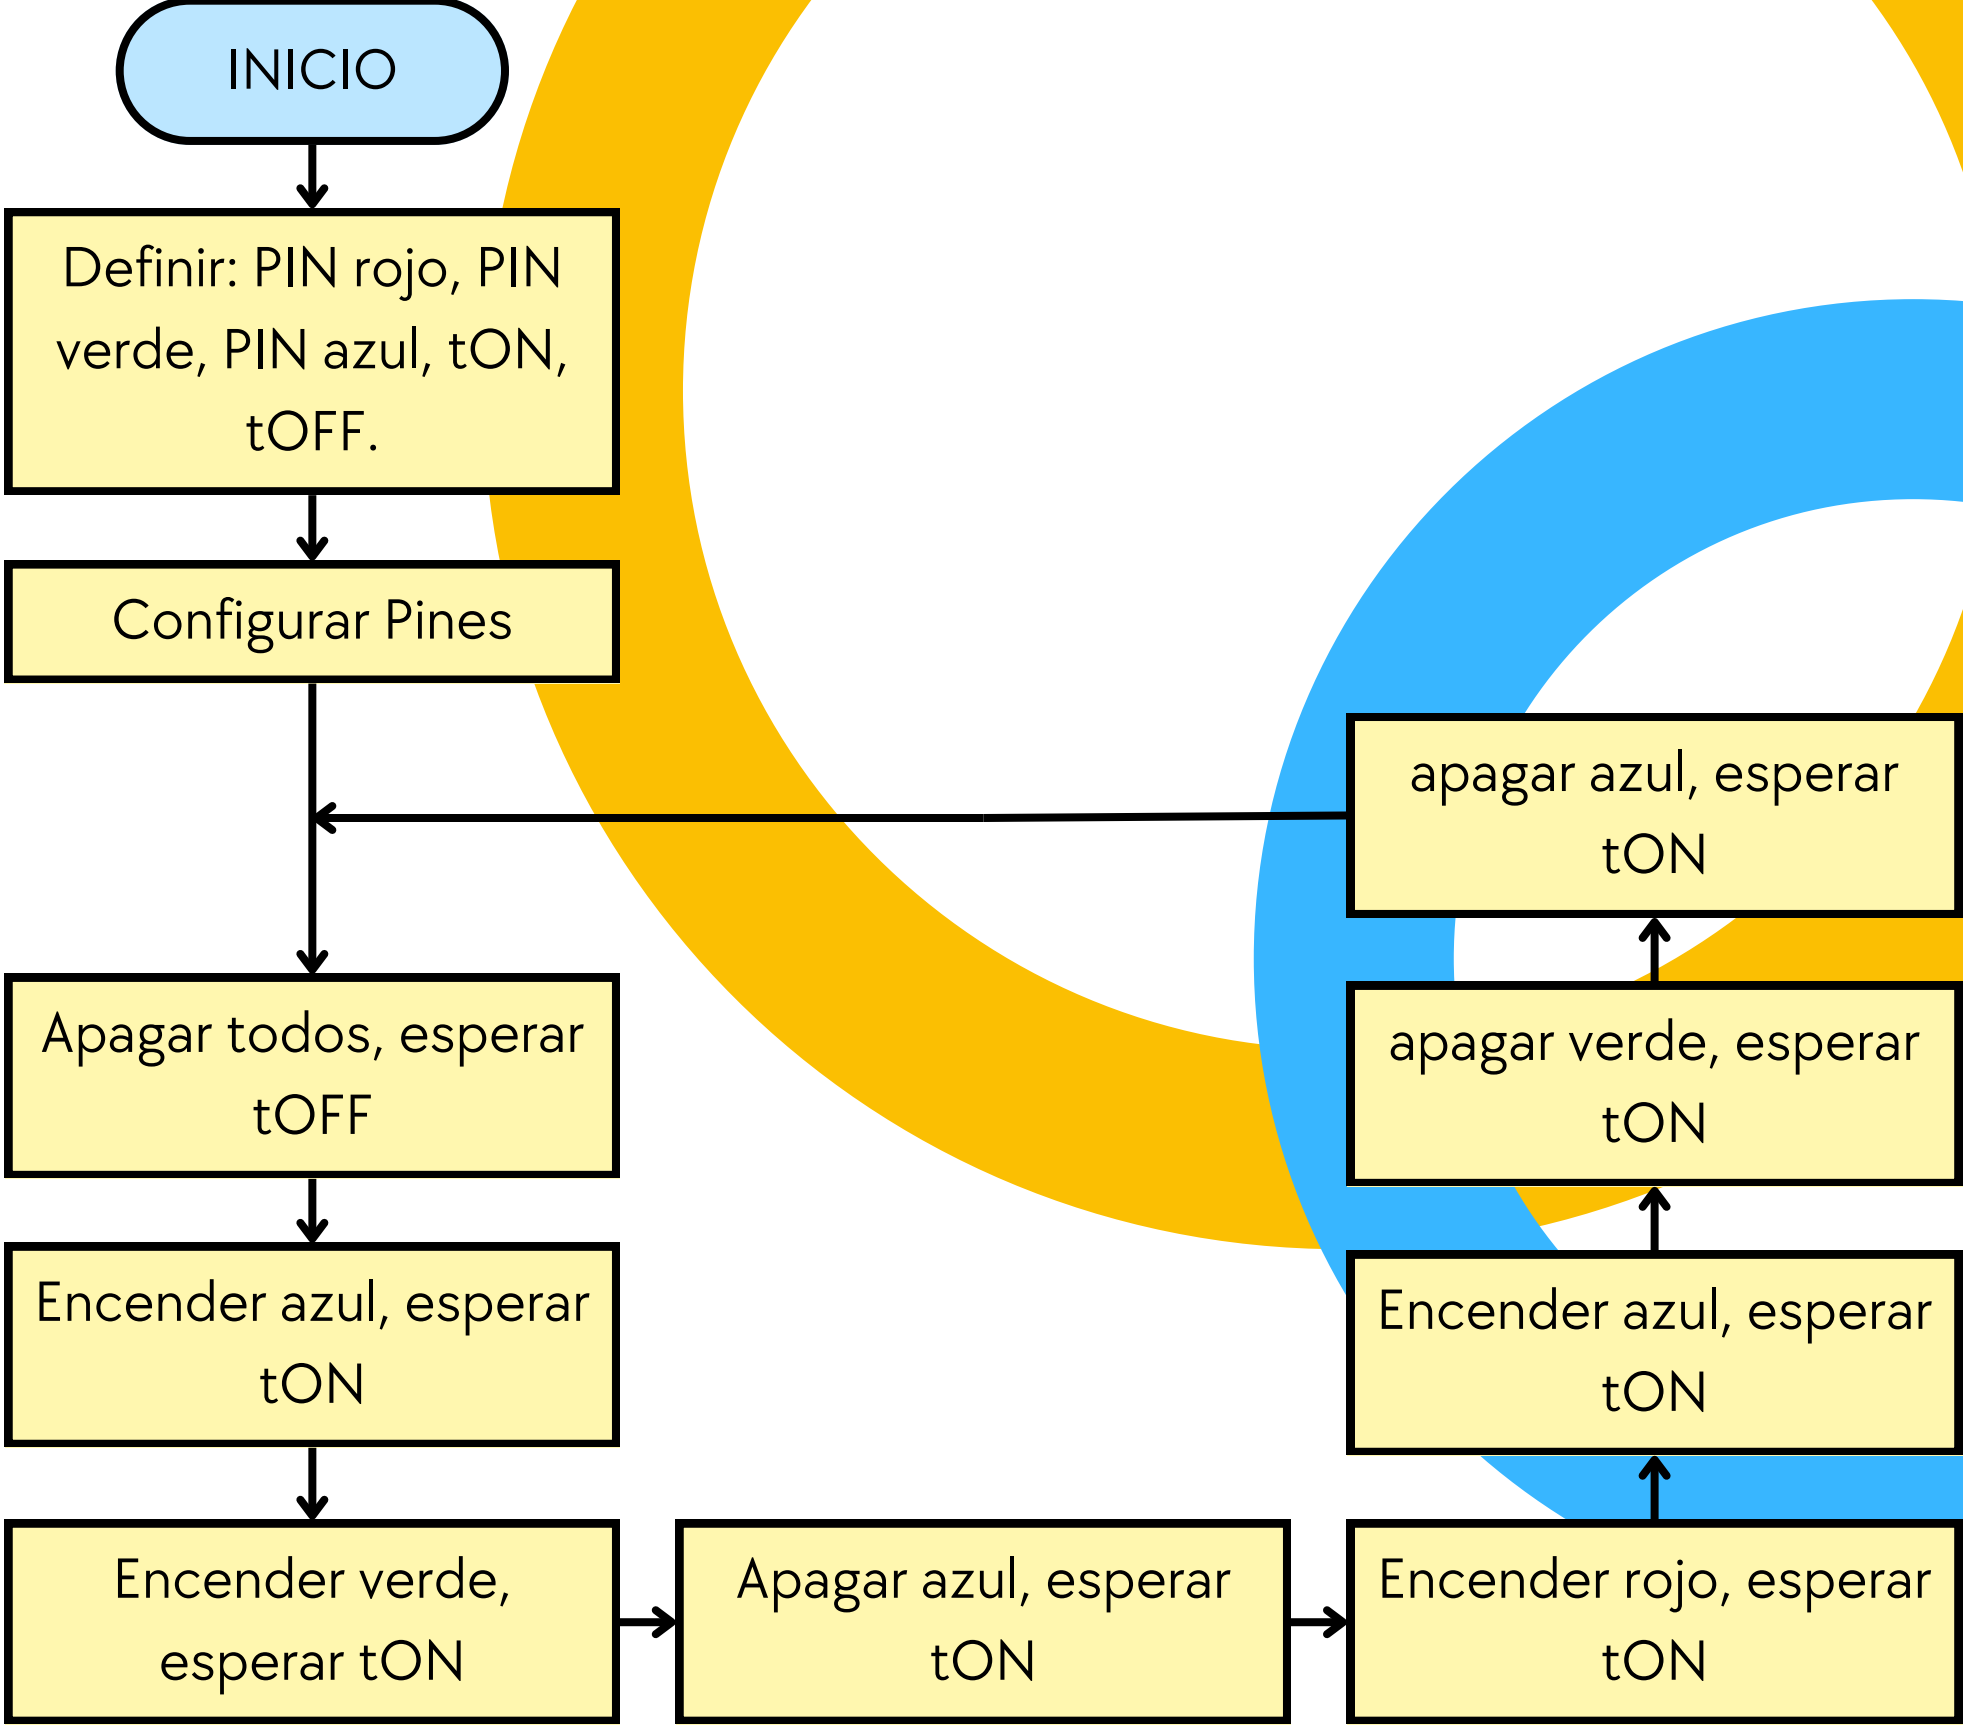 INICIO
Definir: PIN rojo, PIN
verde, PIN azul, tON,
tOFF.
Configurar Pines
Apagar todos, esperar
tOFF
Encender azul, esperar
tON
Encender verde,
esperar tON
Apagar azul, esperar
tON
Encender rojo, esperar
tON
Encender azul, esperar
tON
apagar verde, esperar
tON
apagar azul, esperar
tON